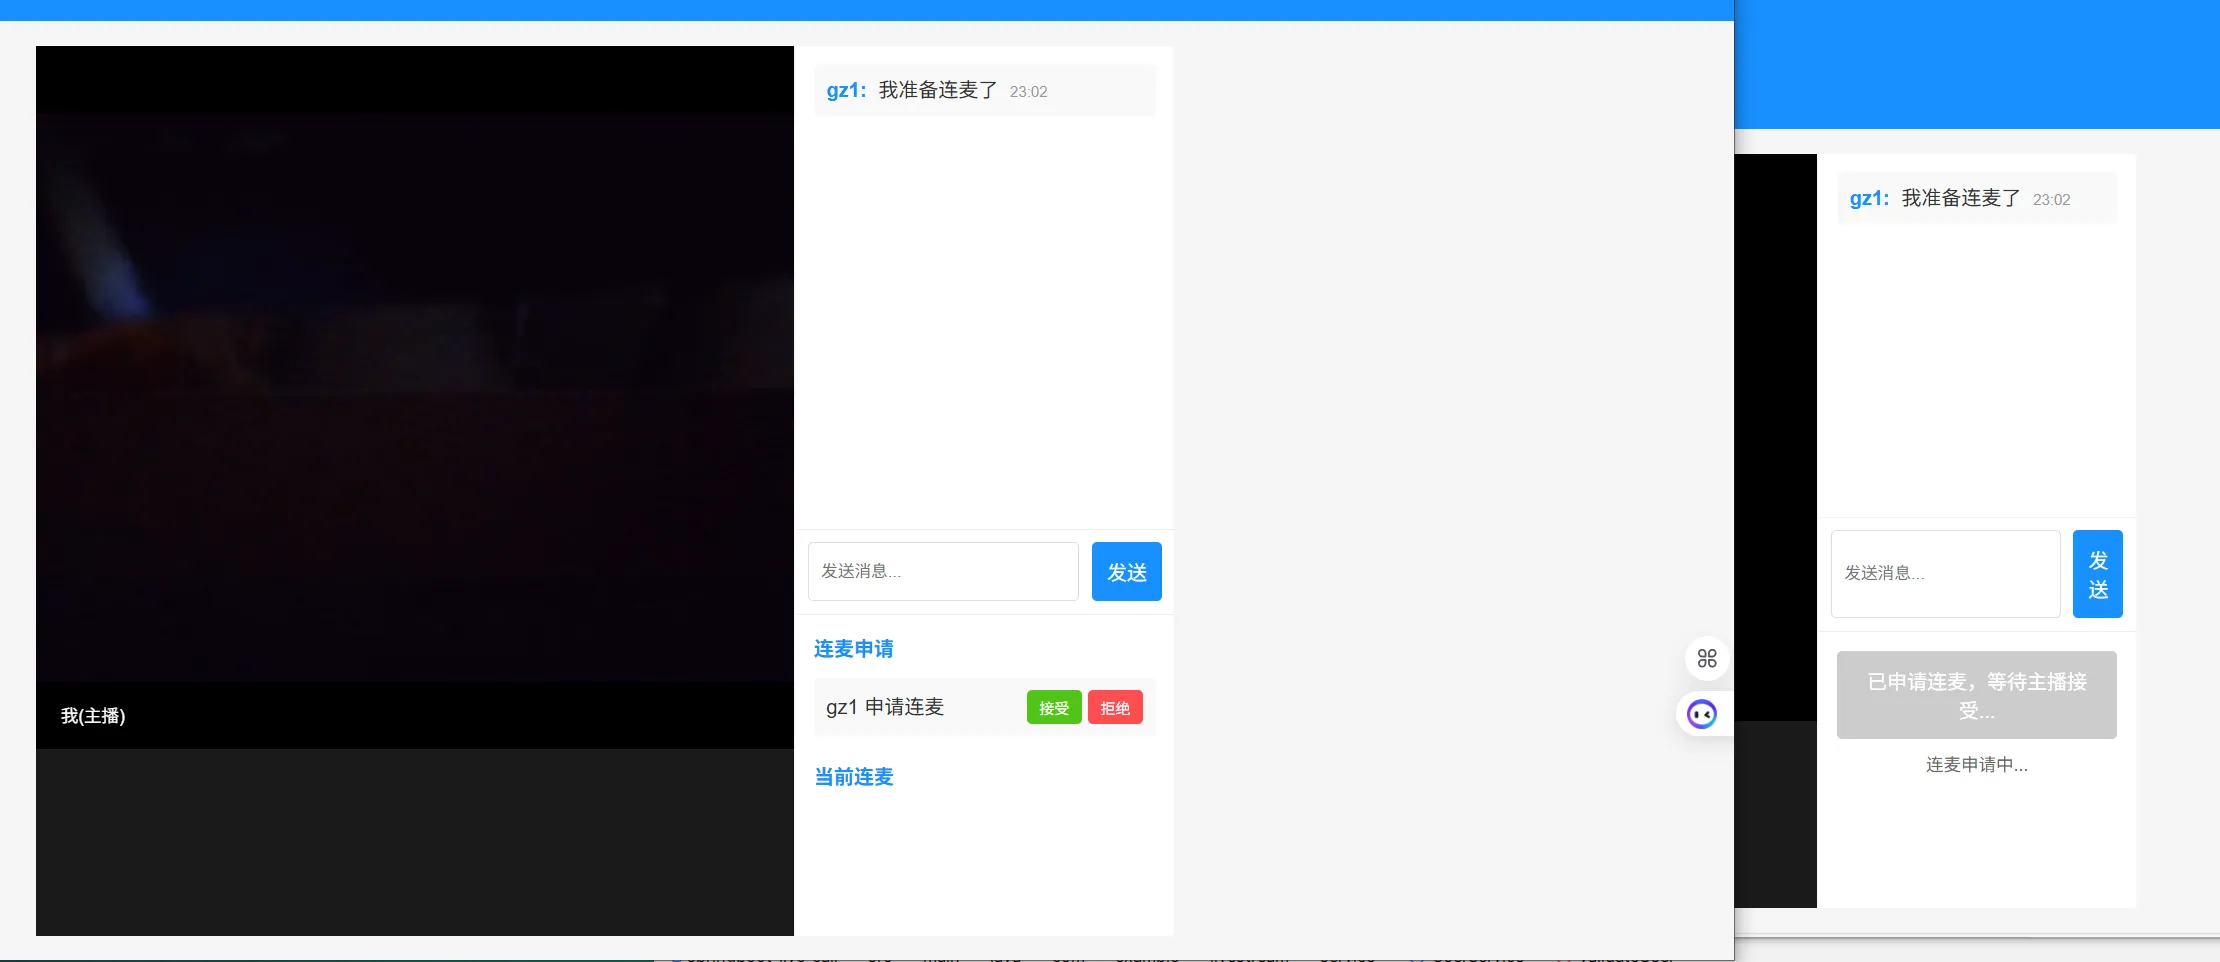 gz1: 我准备连麦了 23:02
发送消息...
发送
连麦申请
gz1 申请连麦 接受 拒绝
当前连麦
我(主播)
gz1: 我准备连麦了 23:02
发送消息...
发
送
已申请连麦，等待主播接
受...
连麦申请中...